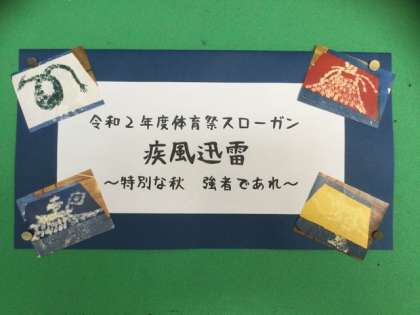 令和２年度体育祭スローガン
疾風迅雷
～特別な秋　強者であれ～